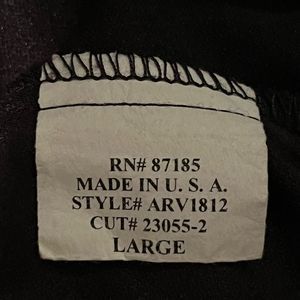 RN# 87185
MADE IN U. S. A.
STYLE# ARV1812
CUT# 23055-2
LARGE